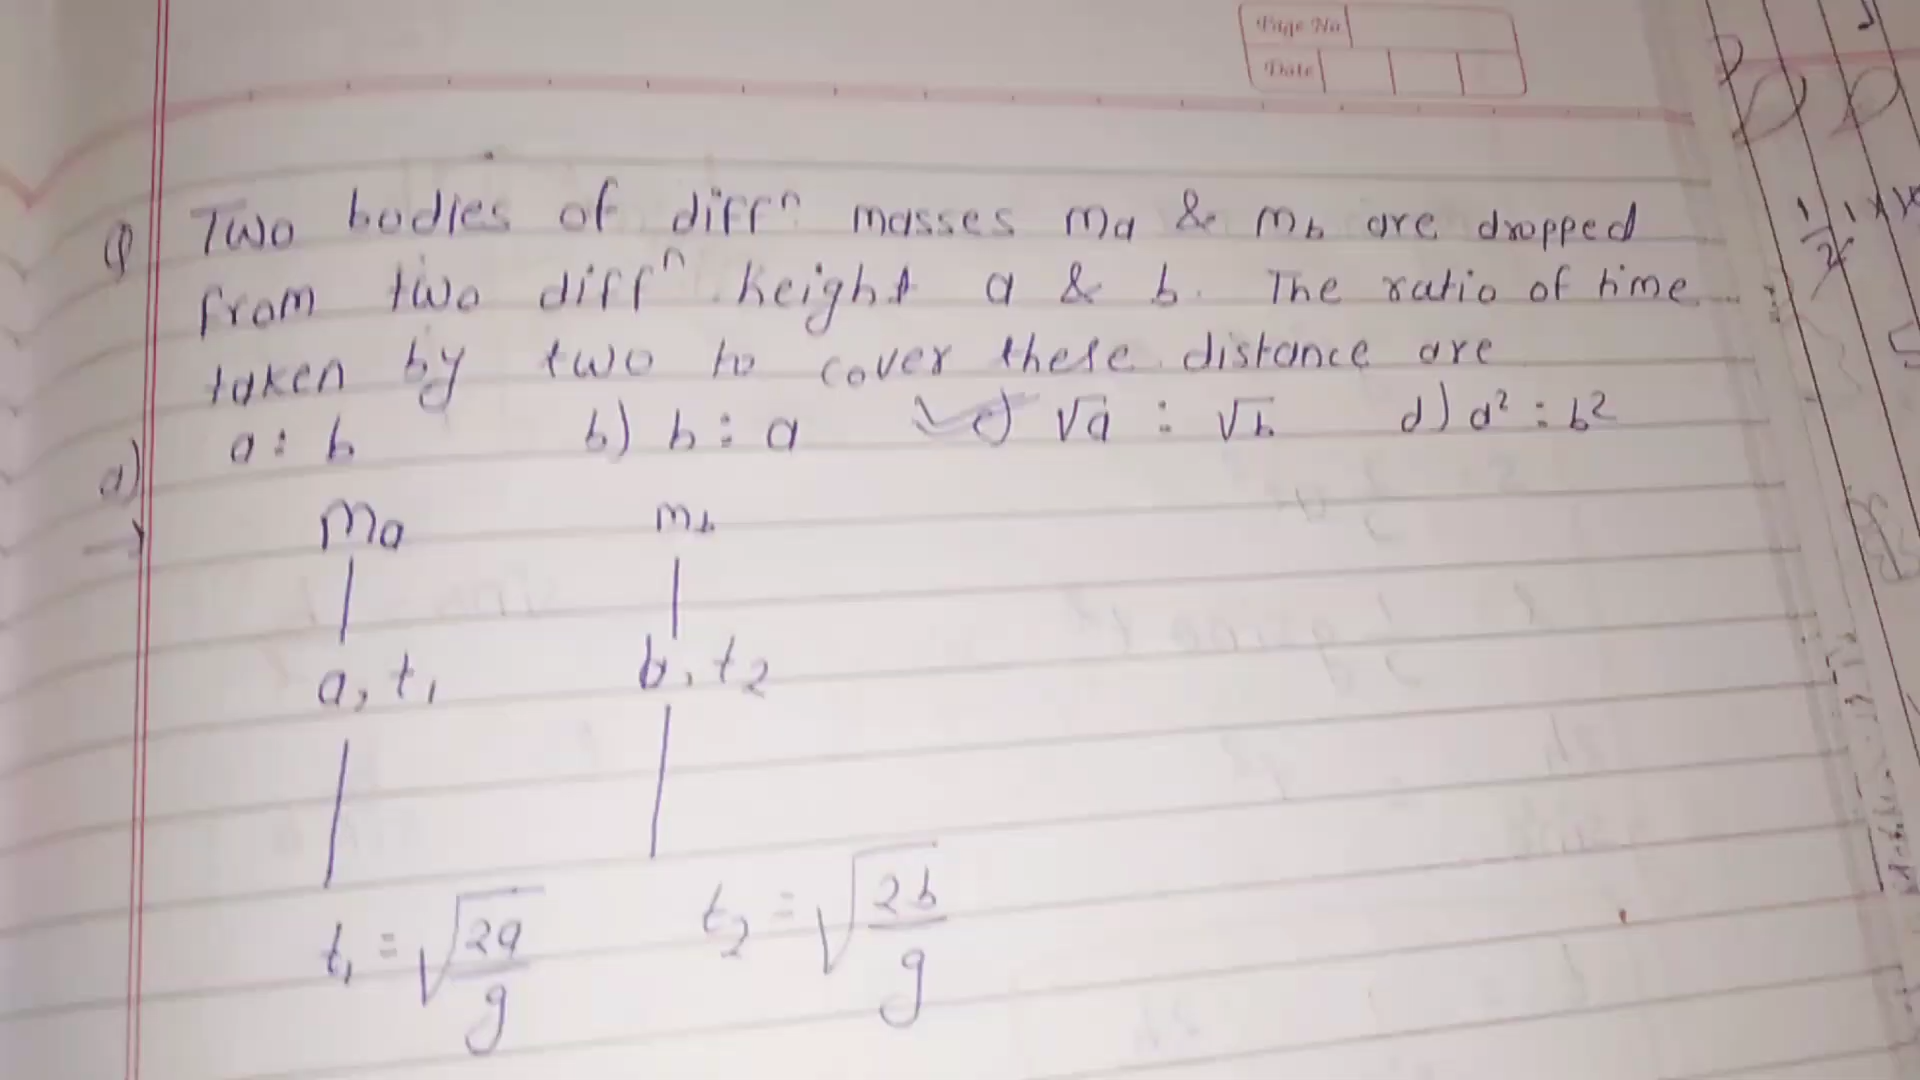 Page No
Date
Q Two bodies of diffⁿ masses ma & mb are dropped
from two diffⁿ height a & b. The ratio of time
taken by two to cover these distance are
a) a : b b) b : a c) √a : √b d) a² : b²
→ ma mb
a, t₁ b, t₂
t₁ = √2a/g t₂ = √2b/g